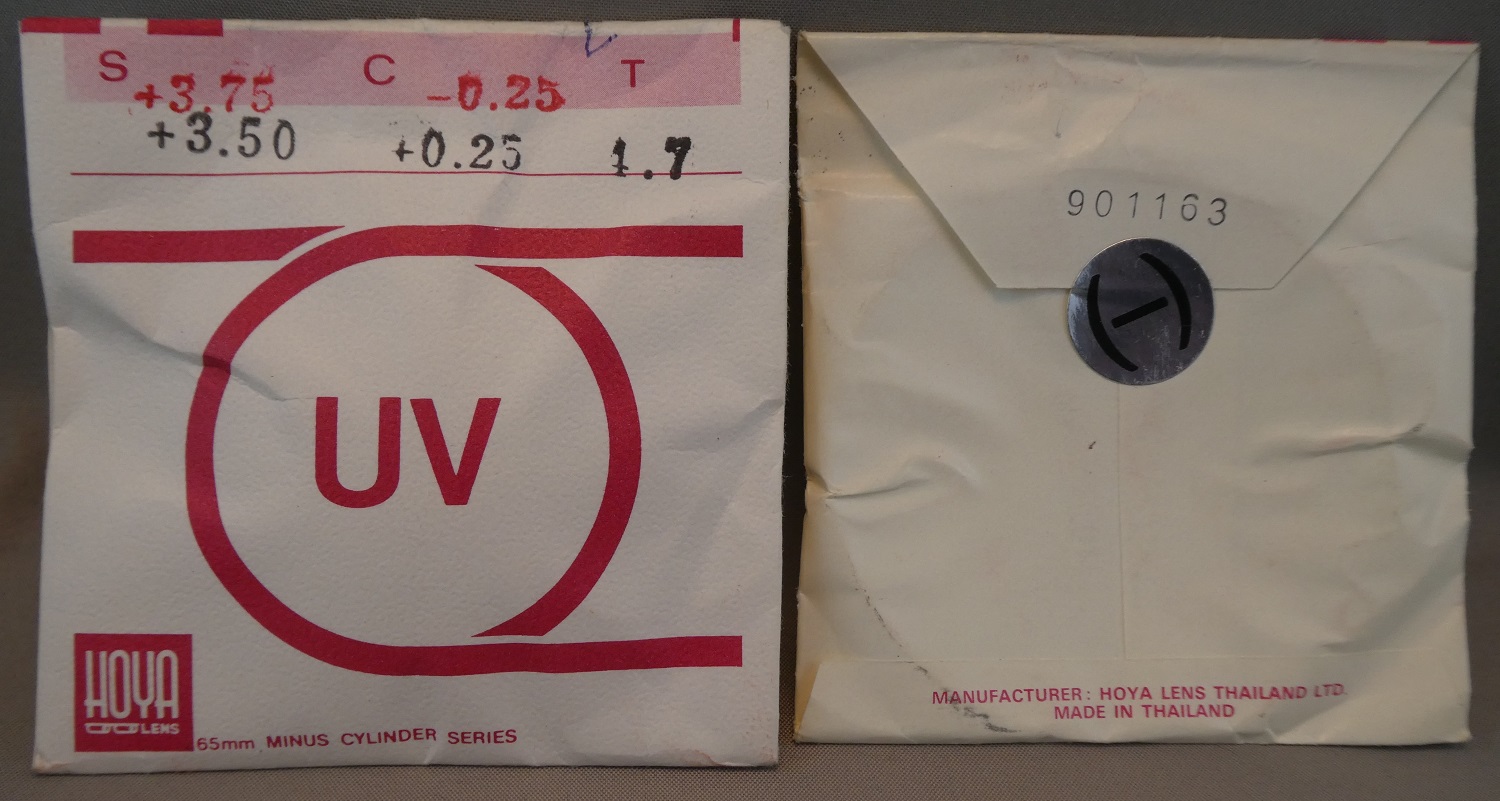 S C T
+3.75 -0.25
+3.50 +0.25 1.7
UV
HOYA
LENS
65mm MINUS CYLINDER SERIES
901163
MANUFACTURER: HOYA LENS THAILAND LTD.
MADE IN THAILAND